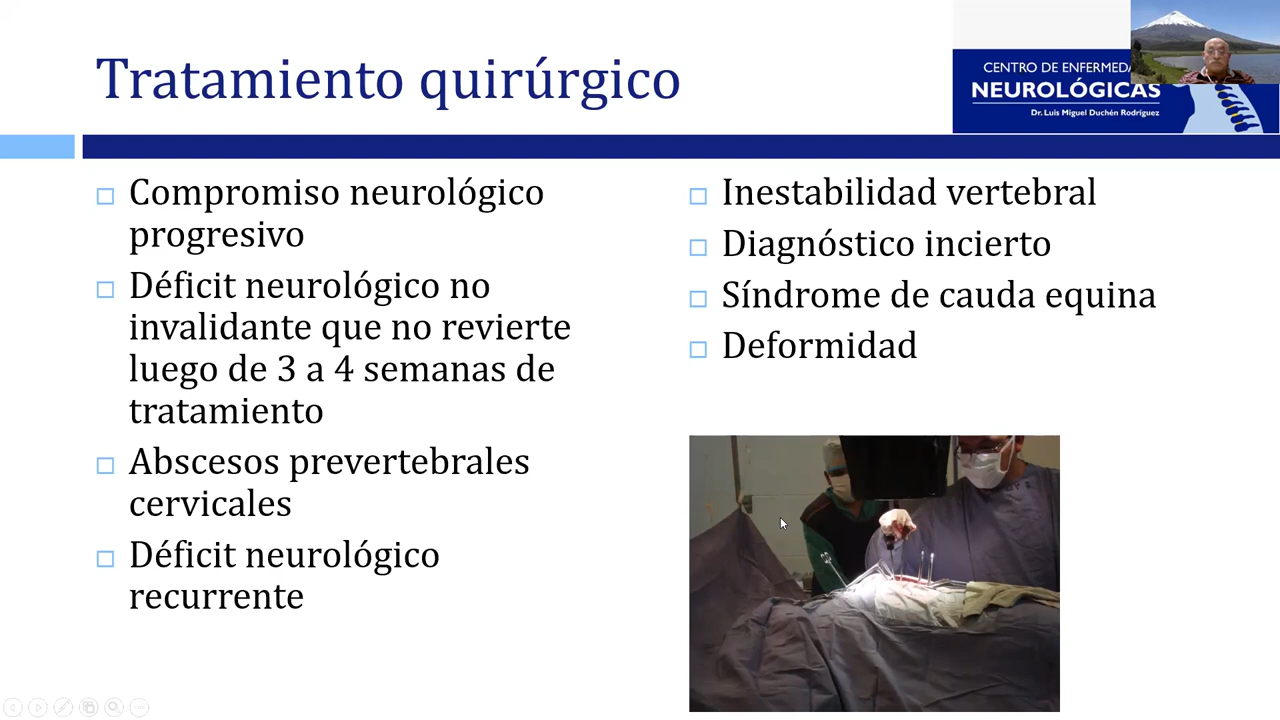 Tratamiento quirúrgico
CENTRO DE ENFERMEDA
NEUROLÓGICAS
Dr. Luis Miguel Duchén Rodríguez
Compromiso neurológico
progresivo
Déficit neurológico no
invalidante que no revierte
luego de 3 a 4 semanas de
tratamiento
Abscesos prevertebrales
cervicales
Déficit neurológico
recurrente
Inestabilidad vertebral
Diagnóstico incierto
Síndrome de cauda equina
Deformidad